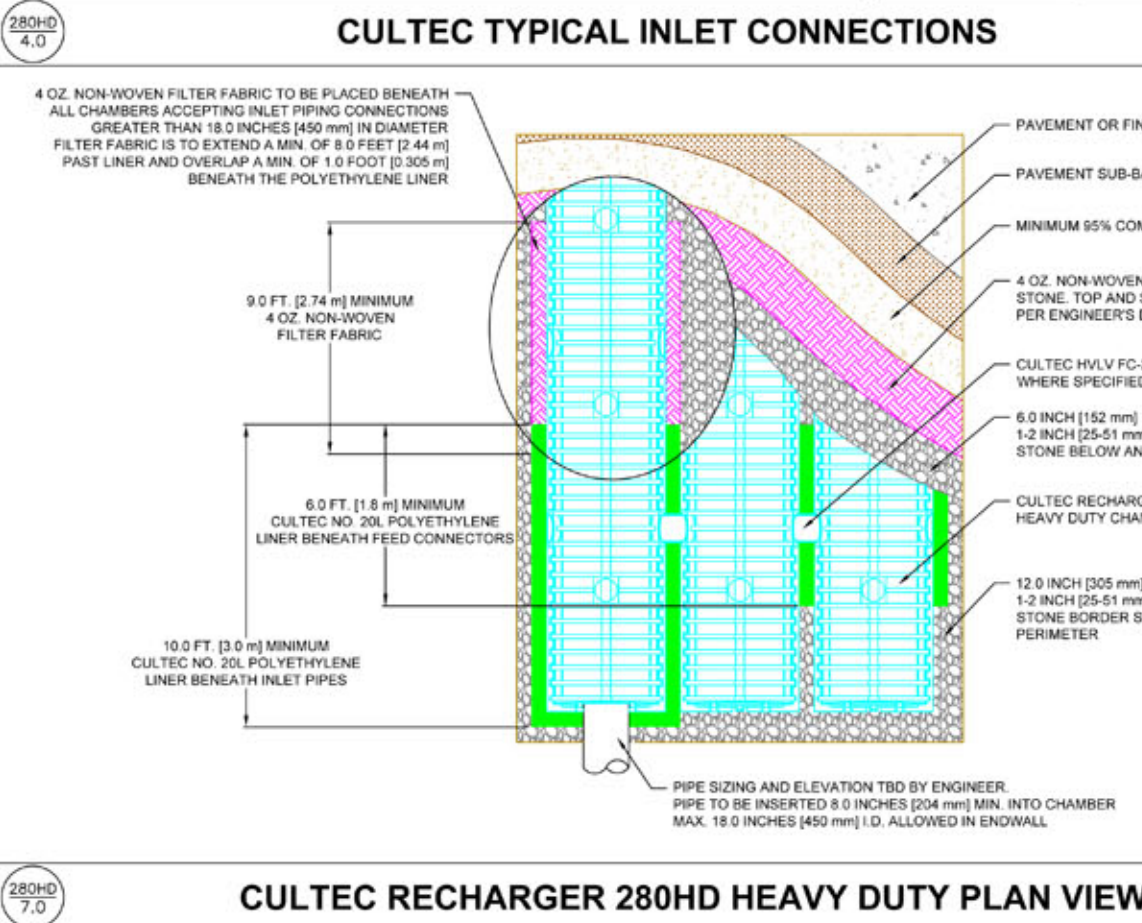 280HD
4.0
CULTEC TYPICAL INLET CONNECTIONS
4 OZ. NON-WOVEN FILTER FABRIC TO BE PLACED BENEATH
ALL CHAMBERS ACCEPTING INLET PIPING CONNECTIONS
GREATER THAN 18.0 INCHES [450 mm] IN DIAMETER
FILTER FABRIC IS TO EXTEND A MIN. OF 8.0 FEET [2.44 m]
PAST LINER AND OVERLAP A MIN. OF 1.0 FOOT [0.305 m]
BENEATH THE POLYETHYLENE LINER
9.0 FT. [2.74 m] MINIMUM
4 OZ. NON-WOVEN
FILTER FABRIC
6.0 FT. [1.8 m] MINIMUM
CULTEC NO. 20L POLYETHYLENE
LINER BENEATH FEED CONNECTORS
10.0 FT. [3.0 m] MINIMUM
CULTEC NO. 20L POLYETHYLENE
LINER BENEATH INLET PIPES
PAVEMENT OR FIN
PAVEMENT SUB-BA
MINIMUM 95% COM
4 OZ. NON-WOVEN
STONE. TOP AND S
PER ENGINEER'S D
CULTEC HVLV FC-
WHERE SPECIFIED
6.0 INCH [152 mm]
1-2 INCH [25-51 mm
STONE BELOW AN
CULTEC RECHARG
HEAVY DUTY CHA
12.0 INCH [305 mm]
1-2 INCH [25-51 mm
STONE BORDER S
PERIMETER
PIPE SIZING AND ELEVATION TBD BY ENGINEER.
PIPE TO BE INSERTED 8.0 INCHES [204 mm] MIN. INTO CHAMBER
MAX. 18.0 INCHES [450 mm] I.D. ALLOWED IN ENDWALL
280HD
7.0
CULTEC RECHARGER 280HD HEAVY DUTY PLAN VIEW